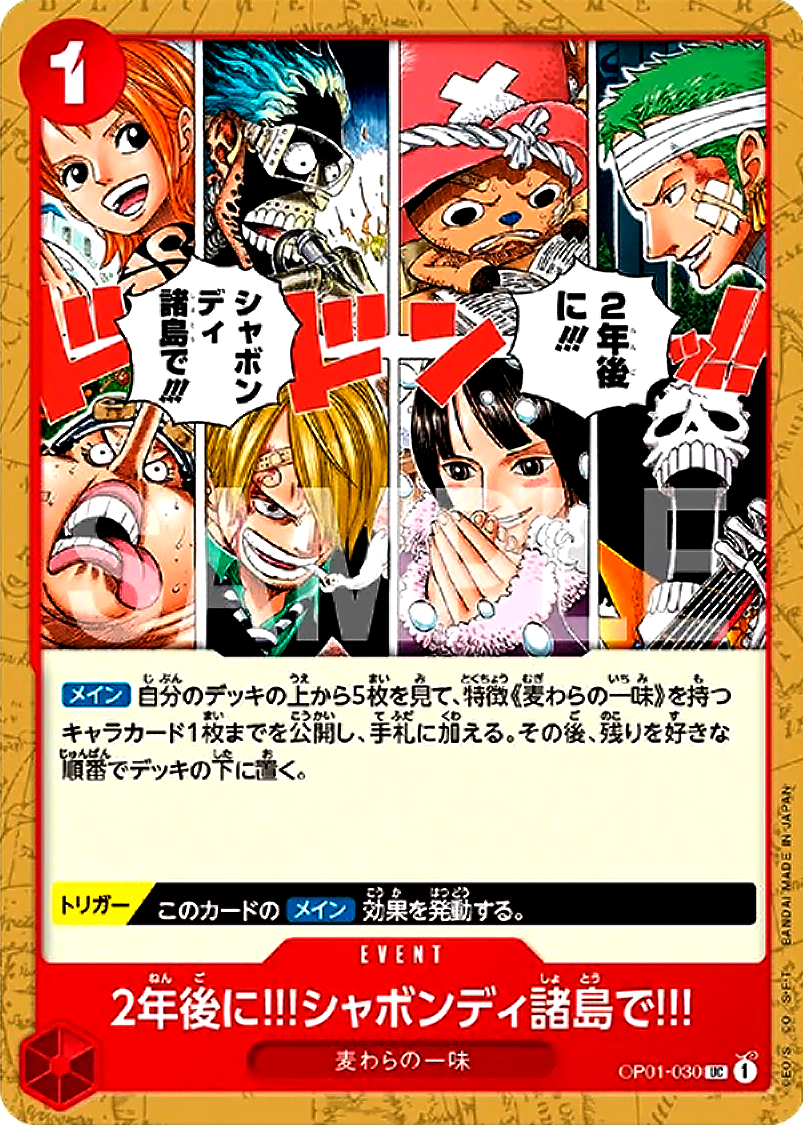 1
2年後に!!!
シャボンディ諸島で!!!
ドドンッ!!
SAMPLE
メイン 自分のデッキの上から5枚を見て、特徴《麦わらの一味》を持つ
キャラカード1枚までを公開し、手札に加える。その後、残りを好きな
順番でデッキの下に置く。
トリガー このカードの メイン 効果を発動する。
EVENT
2年後に!!!シャボンディ諸島で!!!
麦わらの一味
OP01-030 UC 1
BANDAI MADE IN JAPAN